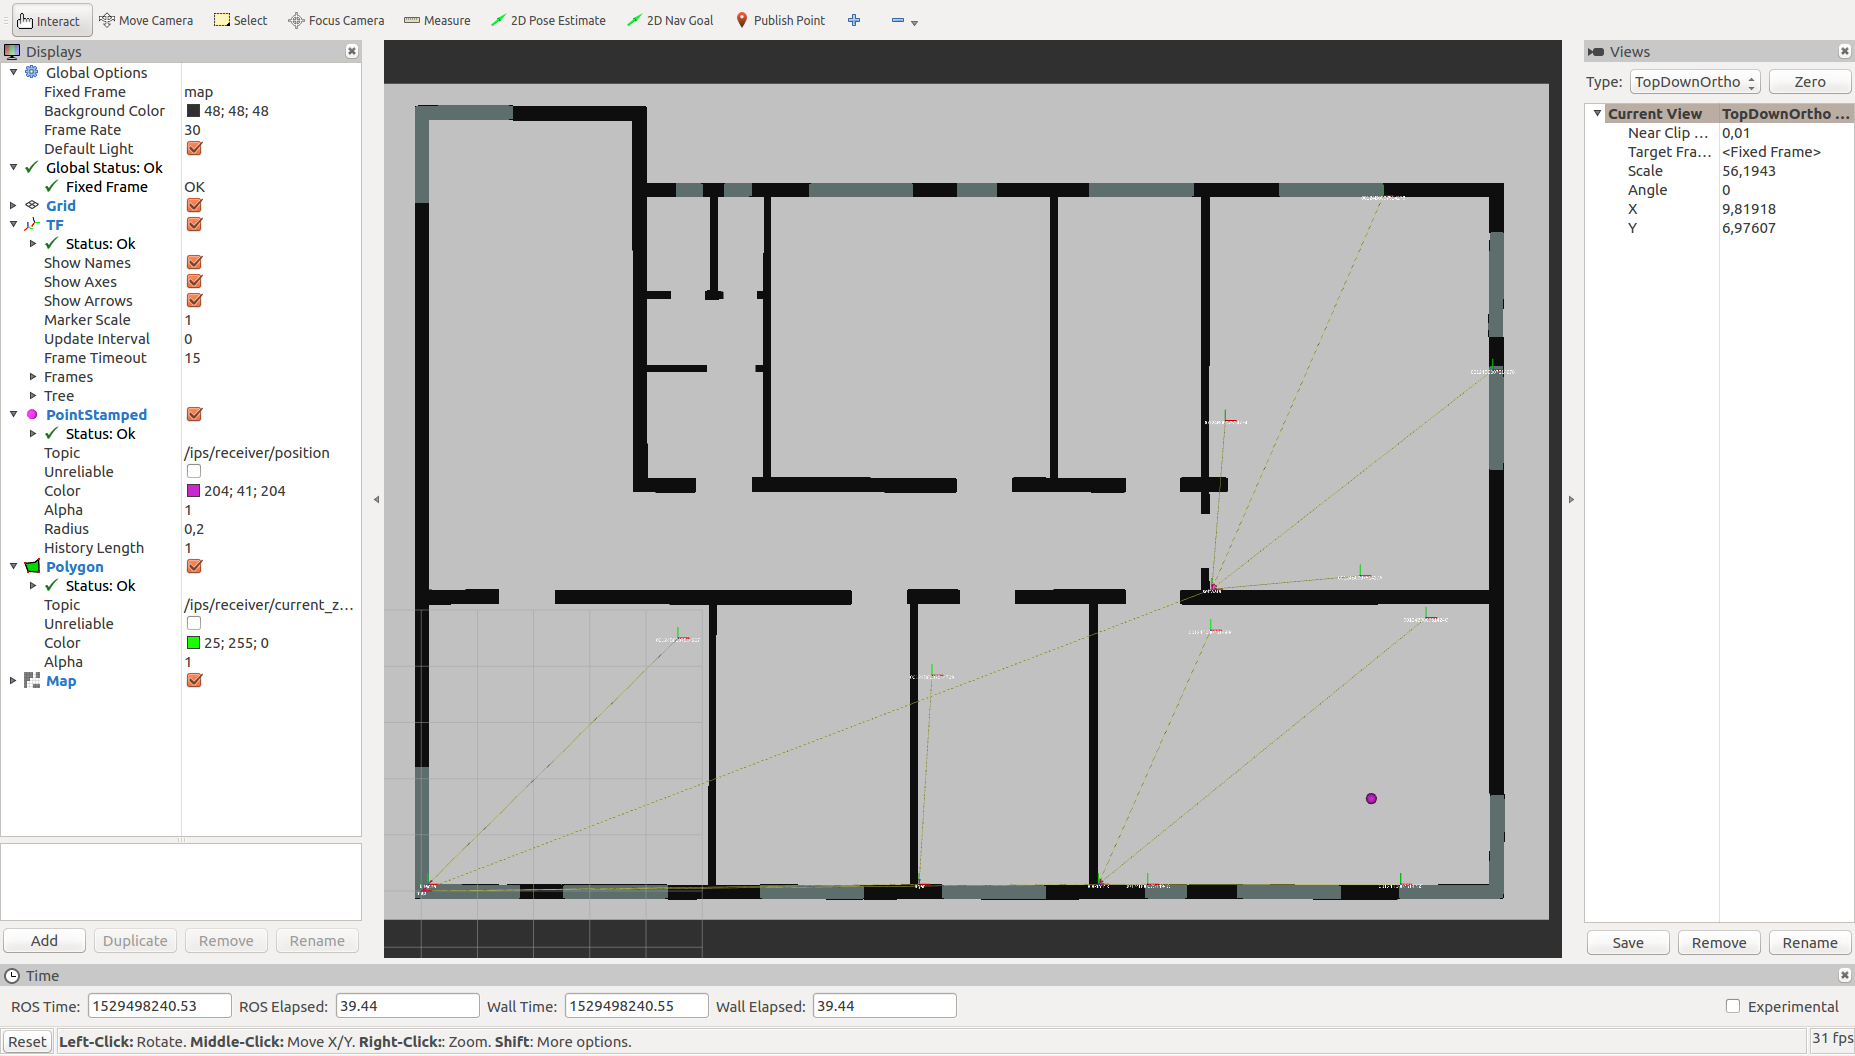 Interact Move Camera Select Focus Camera Measure 2D Pose Estimate 2D Nav Goal Publish Point
Displays
Global Options
Fixed Frame map
Background Color 48; 48; 48
Frame Rate 30
Default Light
Global Status: Ok
Fixed Frame OK
Grid
TF
Status: Ok
Show Names
Show Axes
Show Arrows
Marker Scale 1
Update Interval 0
Frame Timeout 15
Frames
Tree
PointStamped
Status: Ok
Topic /ips/receiver/position
Unreliable
Color 204; 41; 204
Alpha 1
Radius 0,2
History Length 1
Polygon
Status: Ok
Topic /ips/receiver/current_z...
Unreliable
Color 25; 255; 0
Alpha 1
Map
Add Duplicate Remove Rename
Views
Type: TopDownOrtho Zero
Current View TopDownOrtho ...
Near Clip ... 0,01
Target Fra... <Fixed Frame>
Scale 56,1943
Angle 0
X 9,81918
Y 6,97607
Save Remove Rename
Time
ROS Time: 1529498240.53 ROS Elapsed: 39.44 Wall Time: 1529498240.55 Wall Elapsed: 39.44 Experimental
Reset Left-Click: Rotate. Middle-Click: Move X/Y. Right-Click:: Zoom. Shift: More options. 31 fps